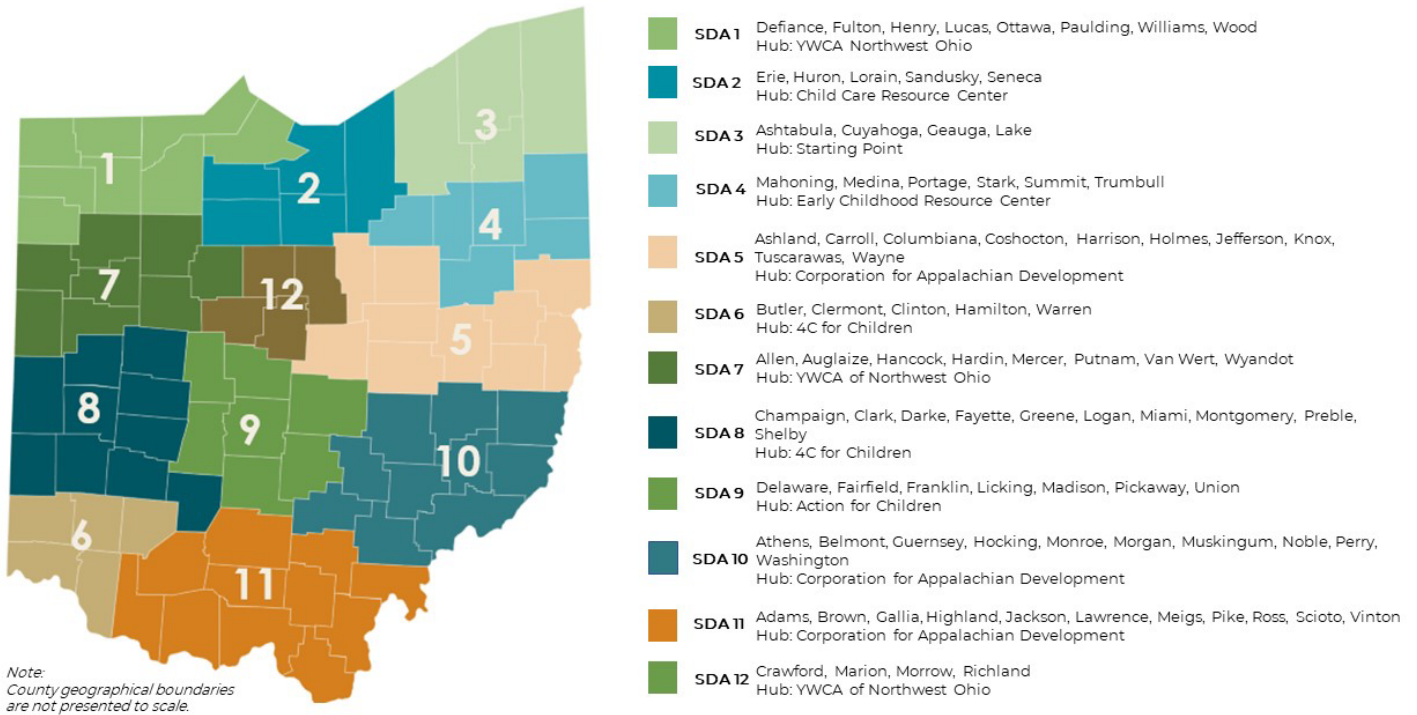 1
2
3
4
5
6
7
8
9
10
11
12
Note:
County geographical boundaries
are not presented to scale.
SDA 1 Defiance, Fulton, Henry, Lucas, Ottawa, Paulding, Williams, Wood
Hub: YWCA Northwest Ohio
SDA 2 Erie, Huron, Lorain, Sandusky, Seneca
Hub: Child Care Resource Center
SDA 3 Ashtabula, Cuyahoga, Geauga, Lake
Hub: Starting Point
SDA 4 Mahoning, Medina, Portage, Stark, Summit, Trumbull
Hub: Early Childhood Resource Center
SDA 5 Ashland, Carroll, Columbiana, Coshocton, Harrison, Holmes, Jefferson, Knox,
Tuscarawas, Wayne
Hub: Corporation for Appalachian Development
SDA 6 Butler, Clermont, Clinton, Hamilton, Warren
Hub: 4C for Children
SDA 7 Allen, Auglaize, Hancock, Hardin, Mercer, Putnam, Van Wert, Wyandot
Hub: YWCA of Northwest Ohio
SDA 8 Champaign, Clark, Darke, Fayette, Greene, Logan, Miami, Montgomery, Preble,
Shelby
Hub: 4C for Children
SDA 9 Delaware, Fairfield, Franklin, Licking, Madison, Pickaway, Union
Hub: Action for Children
SDA 10 Athens, Belmont, Guernsey, Hocking, Monroe, Morgan, Muskingum, Noble, Perry,
Washington
Hub: Corporation for Appalachian Development
SDA 11 Adams, Brown, Gallia, Highland, Jackson, Lawrence, Meigs, Pike, Ross, Scioto, Vinton
Hub: Corporation for Appalachian Development
SDA 12 Crawford, Marion, Morrow, Richland
Hub: YWCA of Northwest Ohio